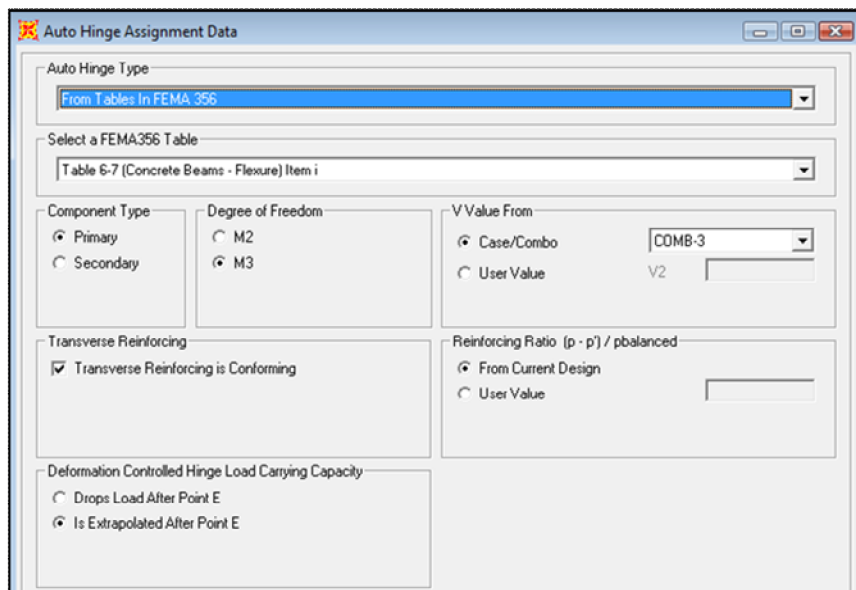 Auto Hinge Assignment Data
Auto Hinge Type
From Tables In FEMA 356
Select a FEMA356 Table
Table 6-7 (Concrete Beams - Flexure) Item i
Component Type
Primary
Secondary
Degree of Freedom
M2
M3
V Value From
Case/Combo COMB-3
User Value V2
Transverse Reinforcing
Transverse Reinforcing is Conforming
Reinforcing Ratio (p - p') / pbalanced
From Current Design
User Value
Deformation Controlled Hinge Load Carrying Capacity
Drops Load After Point E
Is Extrapolated After Point E